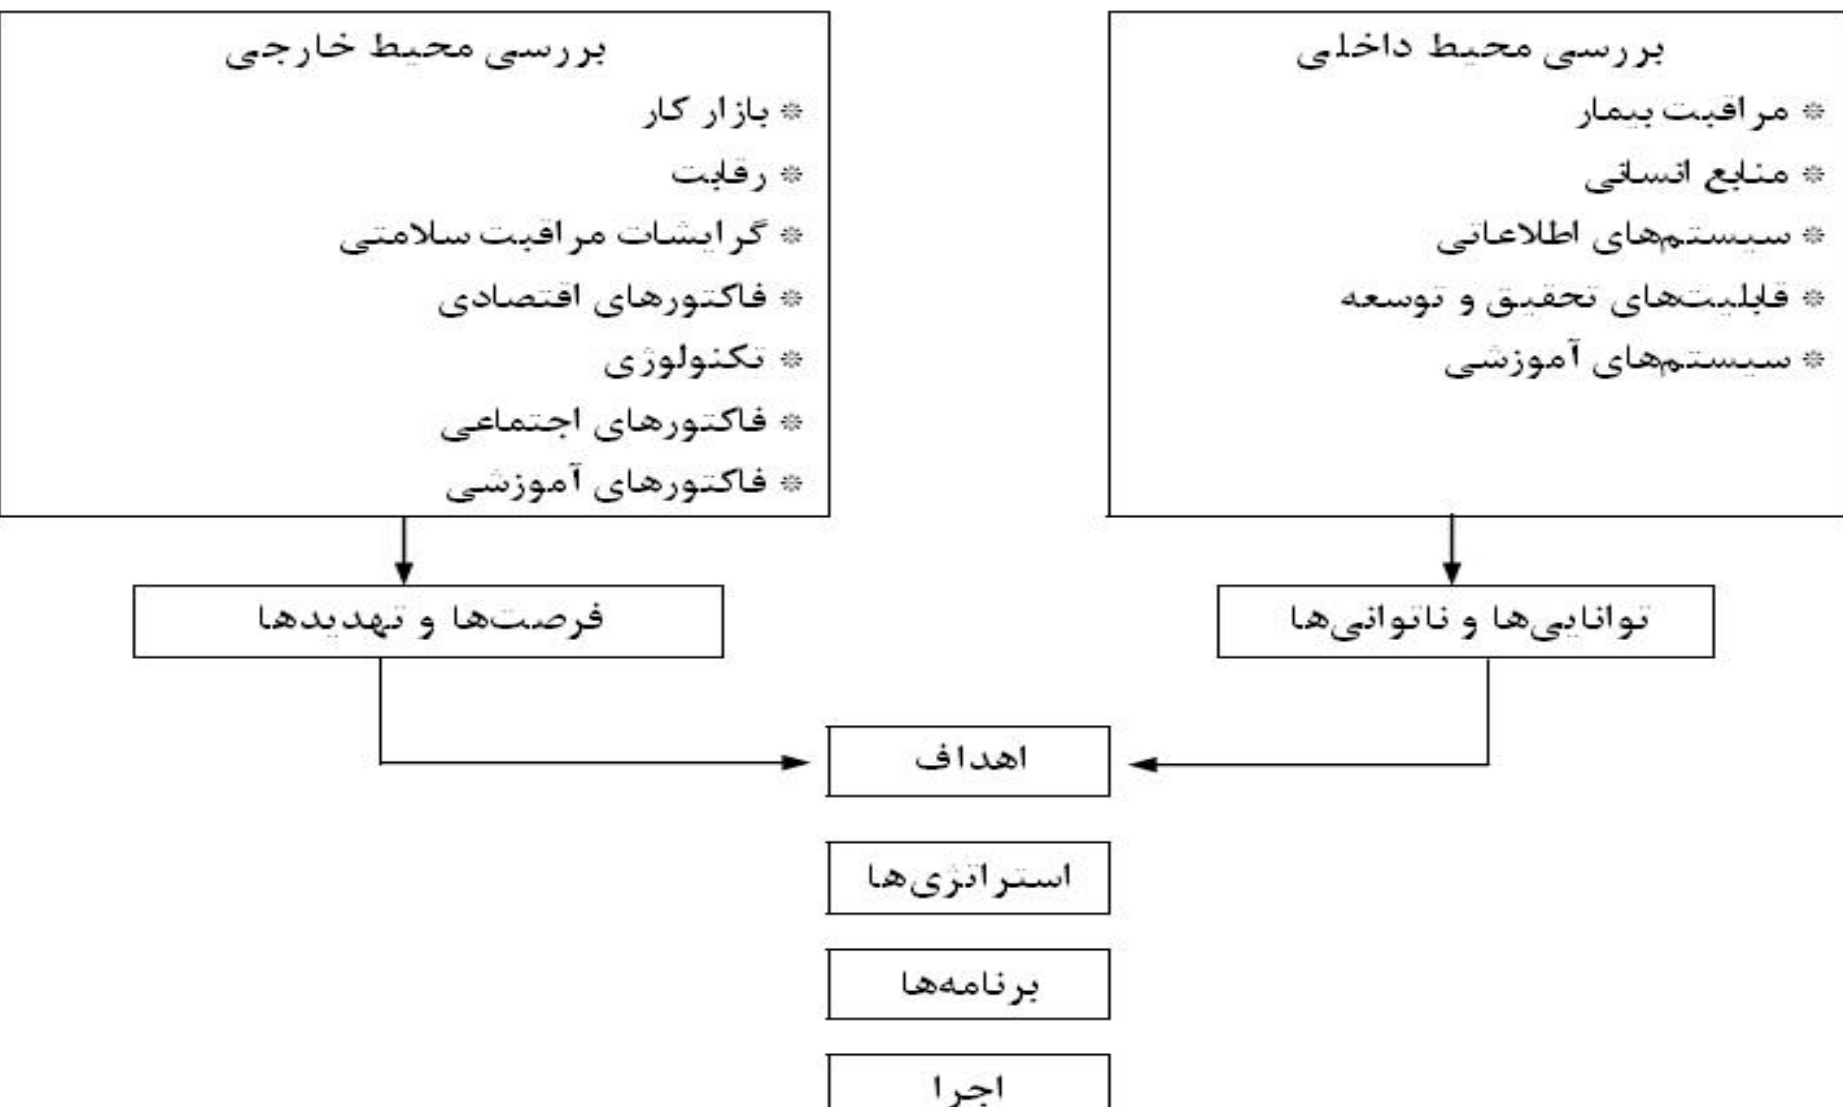 بررسی محیط داخلی
※ مراقبت بیمار
※ منابع انسانی
※ سیستم‌های اطلاعاتی
※ قابلیت‌های تحقیق و توسعه
※ سیستم‌های آموزشی
بررسی محیط خارجی
※ بازار کار
※ رقابت
※ گرایشات مراقبت سلامتی
※ فاکتورهای اقتصادی
※ تکنولوژی
※ فاکتورهای اجتماعی
※ فاکتورهای آموزشی
توانایی‌ها و ناتوانی‌ها
فرصت‌ها و تهدیدها
اهداف
استراتژی‌ها
برنامه‌ها
اجرا